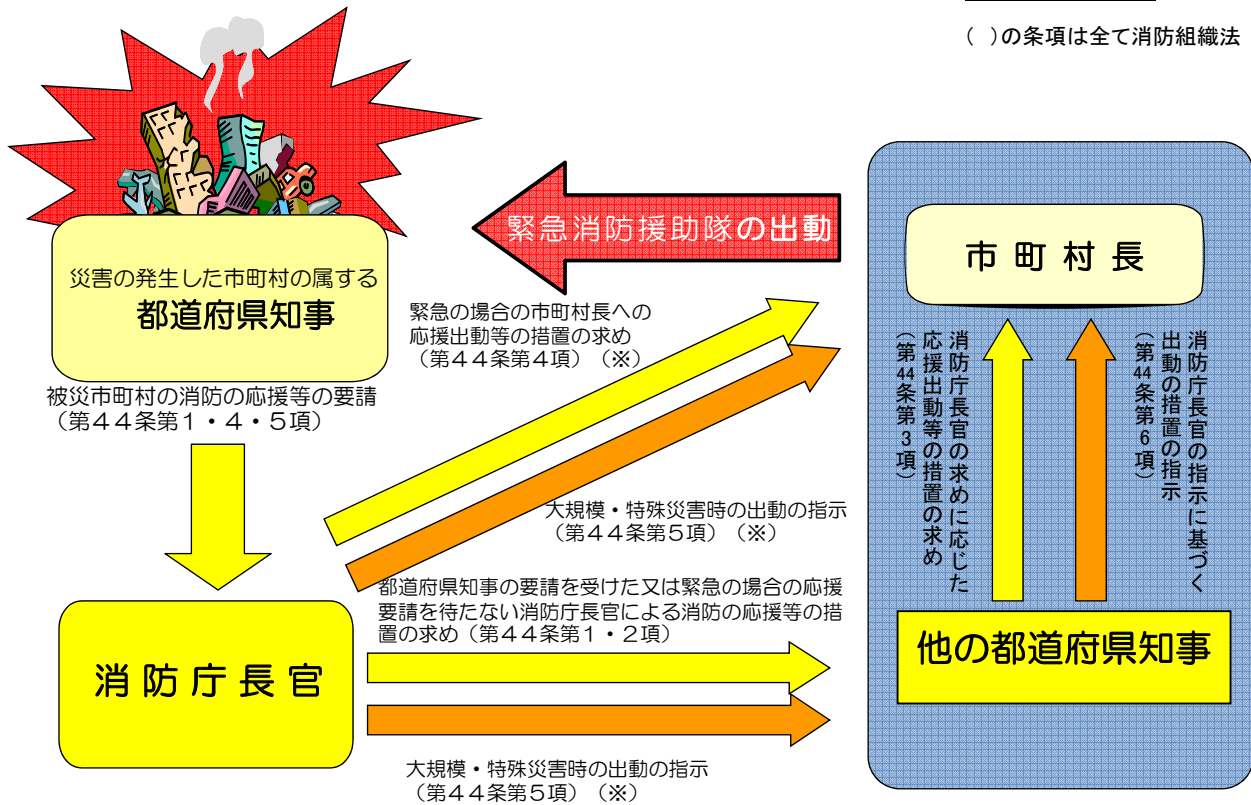 ( )の条項は全て消防組織法
災害の発生した市町村の属する
都道府県知事
緊急消防援助隊の出動
市町村長
緊急の場合の市町村長への
応援出動等の措置の求め
(第44条第4項)(※)
被災市町村の消防の応援等の要請
(第44条第1・4・5項)
消防庁長官の求めに応じた
応援出動等の措置の求め
(第44条第3項)
消防庁長官の指示に基づく
出動の措置の指示
(第44条第6項)
大規模・特殊災害時の出動の指示
(第44条第5項)(※)
都道府県知事の要請を受けた又は緊急の場合の応援
要請を待たない消防庁長官による消防の応援等の措
置の求め(第44条第1・2項)
消防庁長官
他の都道府県知事
大規模・特殊災害時の出動の指示
(第44条第5項)(※)